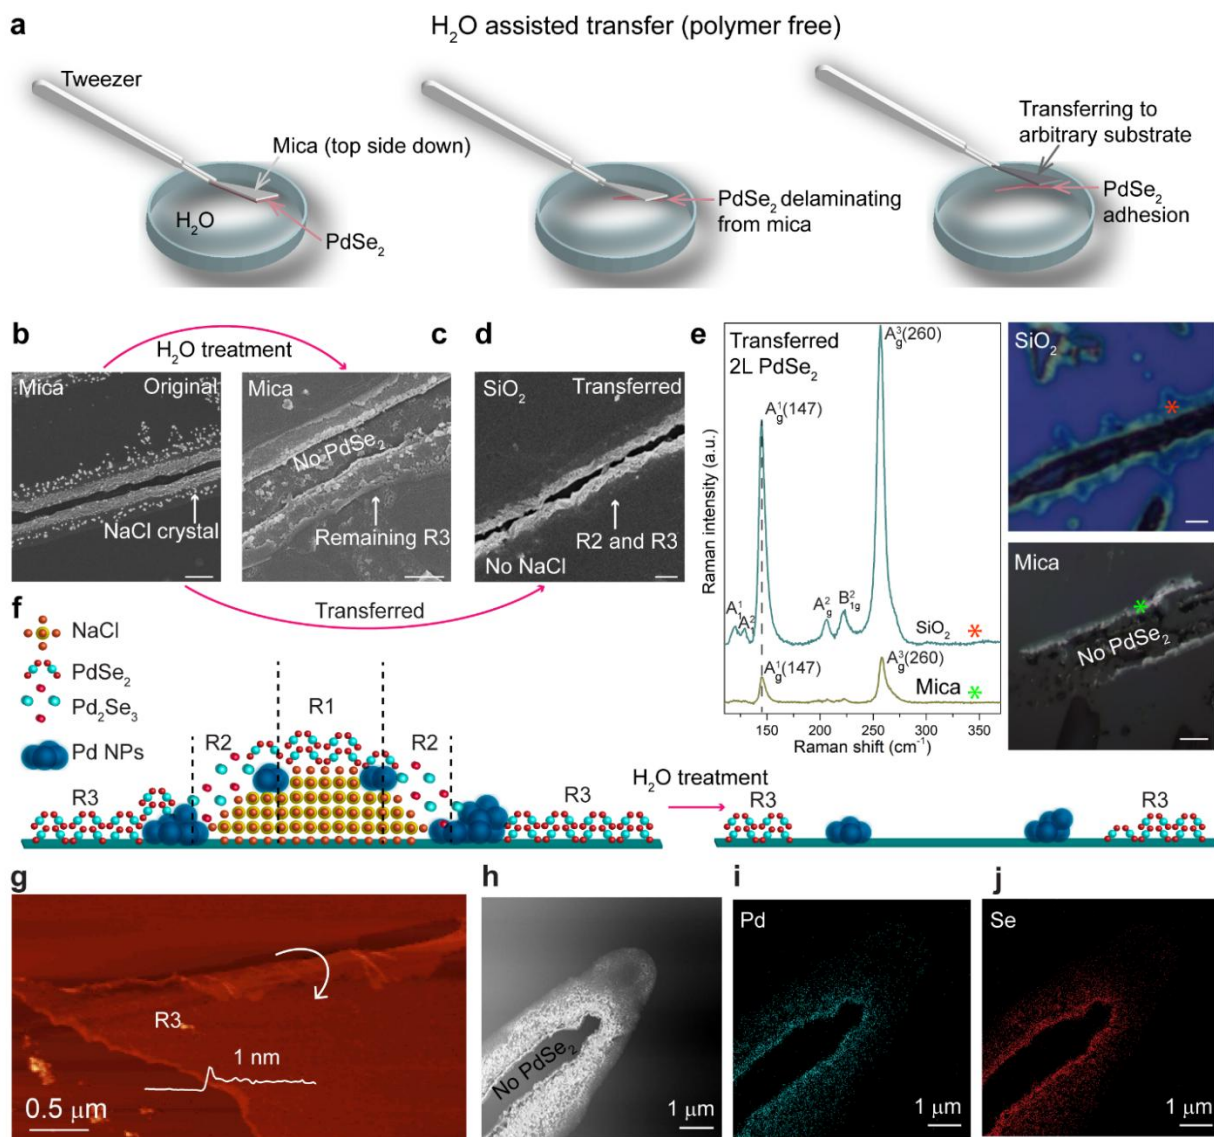 a
H₂O assisted transfer (polymer free)
Tweezer
Mica (top side down)
H₂O
PdSe₂
PdSe₂ delaminating
from mica
Transferring to
arbitrary substrate
PdSe₂
adhesion
b
H₂O treatment
c
d
e
Mica
Original
NaCl crystal
Mica
No PdSe₂
Remaining R3
SiO₂
Transferred
R2 and R3
No NaCl
Transferred
Transferred
2L PdSe₂
A¹g(147)
A³g(260)
A¹₁
A²
A²g
B²1g
SiO₂ *
A¹g(147)
A³g(260)
Mica *
Raman intensity (a.u.)
150 200 250 300 350
Raman shift (cm⁻¹)
SiO₂
*
Mica
*
No PdSe₂
f
NaCl
PdSe₂
Pd₂Se₃
Pd NPs
R3
R2
R1
R2
R3
H₂O treatment
R3
R3
g
R3
1 nm
0.5 μm
h
No PdSe₂
1 μm
i
Pd
1 μm
j
Se
1 μm